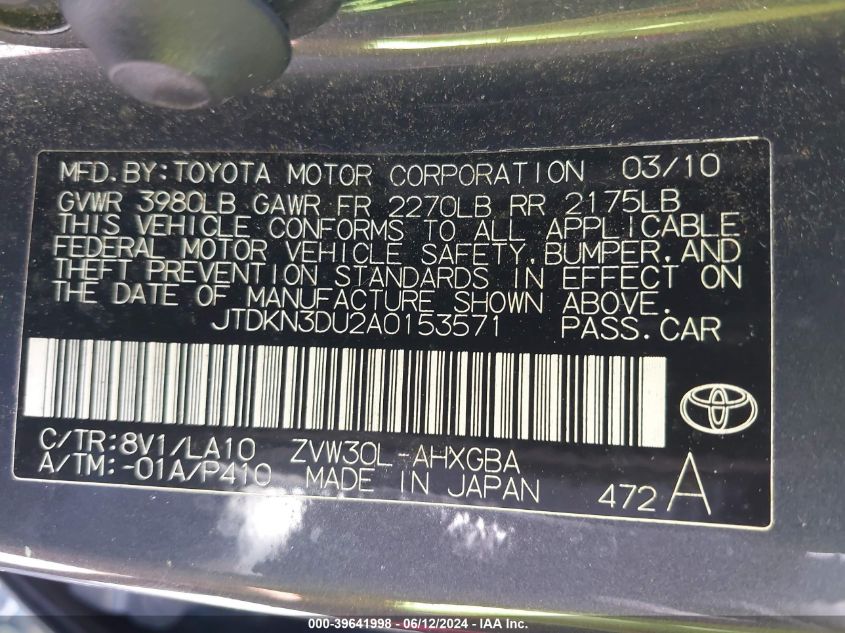 MFD. BY: TOYOTA MOTOR CORPORATION 03/10
GVWR 3980LB GAWR FR 2270LB RR 2175LB
THIS VEHICLE CONFORMS TO ALL APPLICABLE
FEDERAL MOTOR VEHICLE SAFETY, BUMPER, AND
THEFT PREVENTION STANDARDS IN EFFECT ON
THE DATE OF MANUFACTURE SHOWN ABOVE.
JTDKN3DU2A0153571 PASS. CAR
C/TR: 8V1/LA10 ZVW30L-AHXGBA
A/TM: -01A/P410 MADE IN JAPAN 472 A
000-39641998 - 06/12/2024 - IAA Inc.